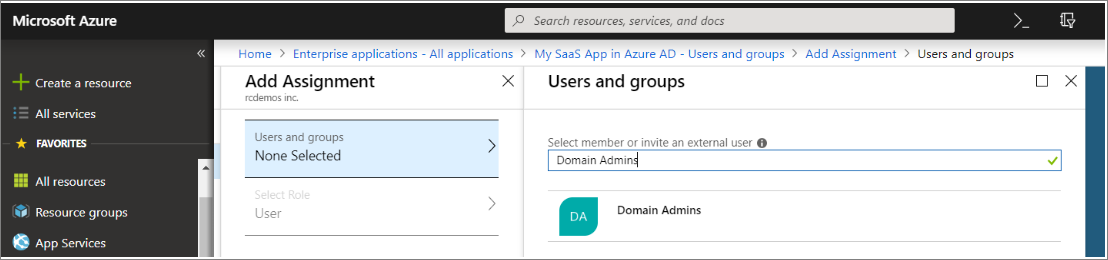 Microsoft Azure
Search resources, services, and docs
Home > Enterprise applications - All applications > My SaaS App in Azure AD - Users and groups > Add Assignment > Users and groups
Create a resource
All services
FAVORITES
All resources
Resource groups
App Services
Add Assignment
rcdemos inc.
Users and groups
None Selected
Select Role
User
Users and groups
Select member or invite an external user
Domain Admins
DA
Domain Admins